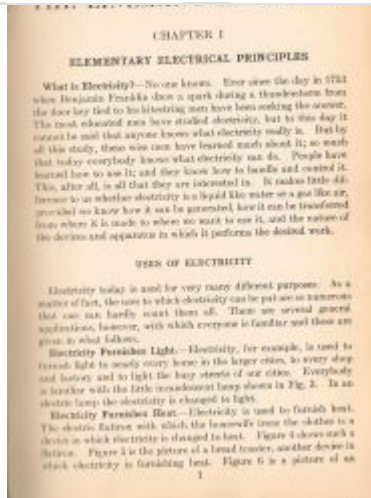 CHAPTER I
ELEMENTARY ELECTRICAL PRINCIPLES
What is Electricity?—No one knows. Ever since the day in 1752
when Benjamin Franklin drew a spark during a thunderstorm from
the door key tied to his kitestring men have been seeking the answer.
The most educated men have studied electricity, but to this day it
cannot be said that anyone knows what electricity really is. But by
all this study, these wise men have learned much about it; so much
that today everybody knows what electricity can do. People have
learned how to use it; and they know how to handle and control it.
This, after all, is all that they are interested in. It makes little dif-
ference to us whether electricity is a liquid like water or a gas like air,
provided we know how it can be generated, how it can be transferred
from where it is made to where we want to use it, and the nature of
the devices and apparatus in which it performs the desired work.
USES OF ELECTRICITY
Electricity today is used for very many different purposes. As a
matter of fact, the uses to which electricity can be put are so numerous
that one can hardly count them all. There are several general
applications, however, with which everyone is familiar and these are
given in what follows.
Electricity Furnishes Light.—Electricity, for example, is used to
furnish light to nearly every home in the larger cities, to every shop
and factory and to light the busy streets of our cities. Everybody
is familiar with the little incandescent lamp shown in Fig. 3. In an
electric lamp the electricity is changed to light.
Electricity Furnishes Heat.—Electricity is used to furnish heat.
The electric flatiron with which the housewife irons the clothes is a
device in which electricity is changed to heat. Figure 4 shows such a
flatiron. Figure 5 is the picture of a bread toaster, another device in
which electricity is furnishing heat. Figure 6 is a picture of an
1